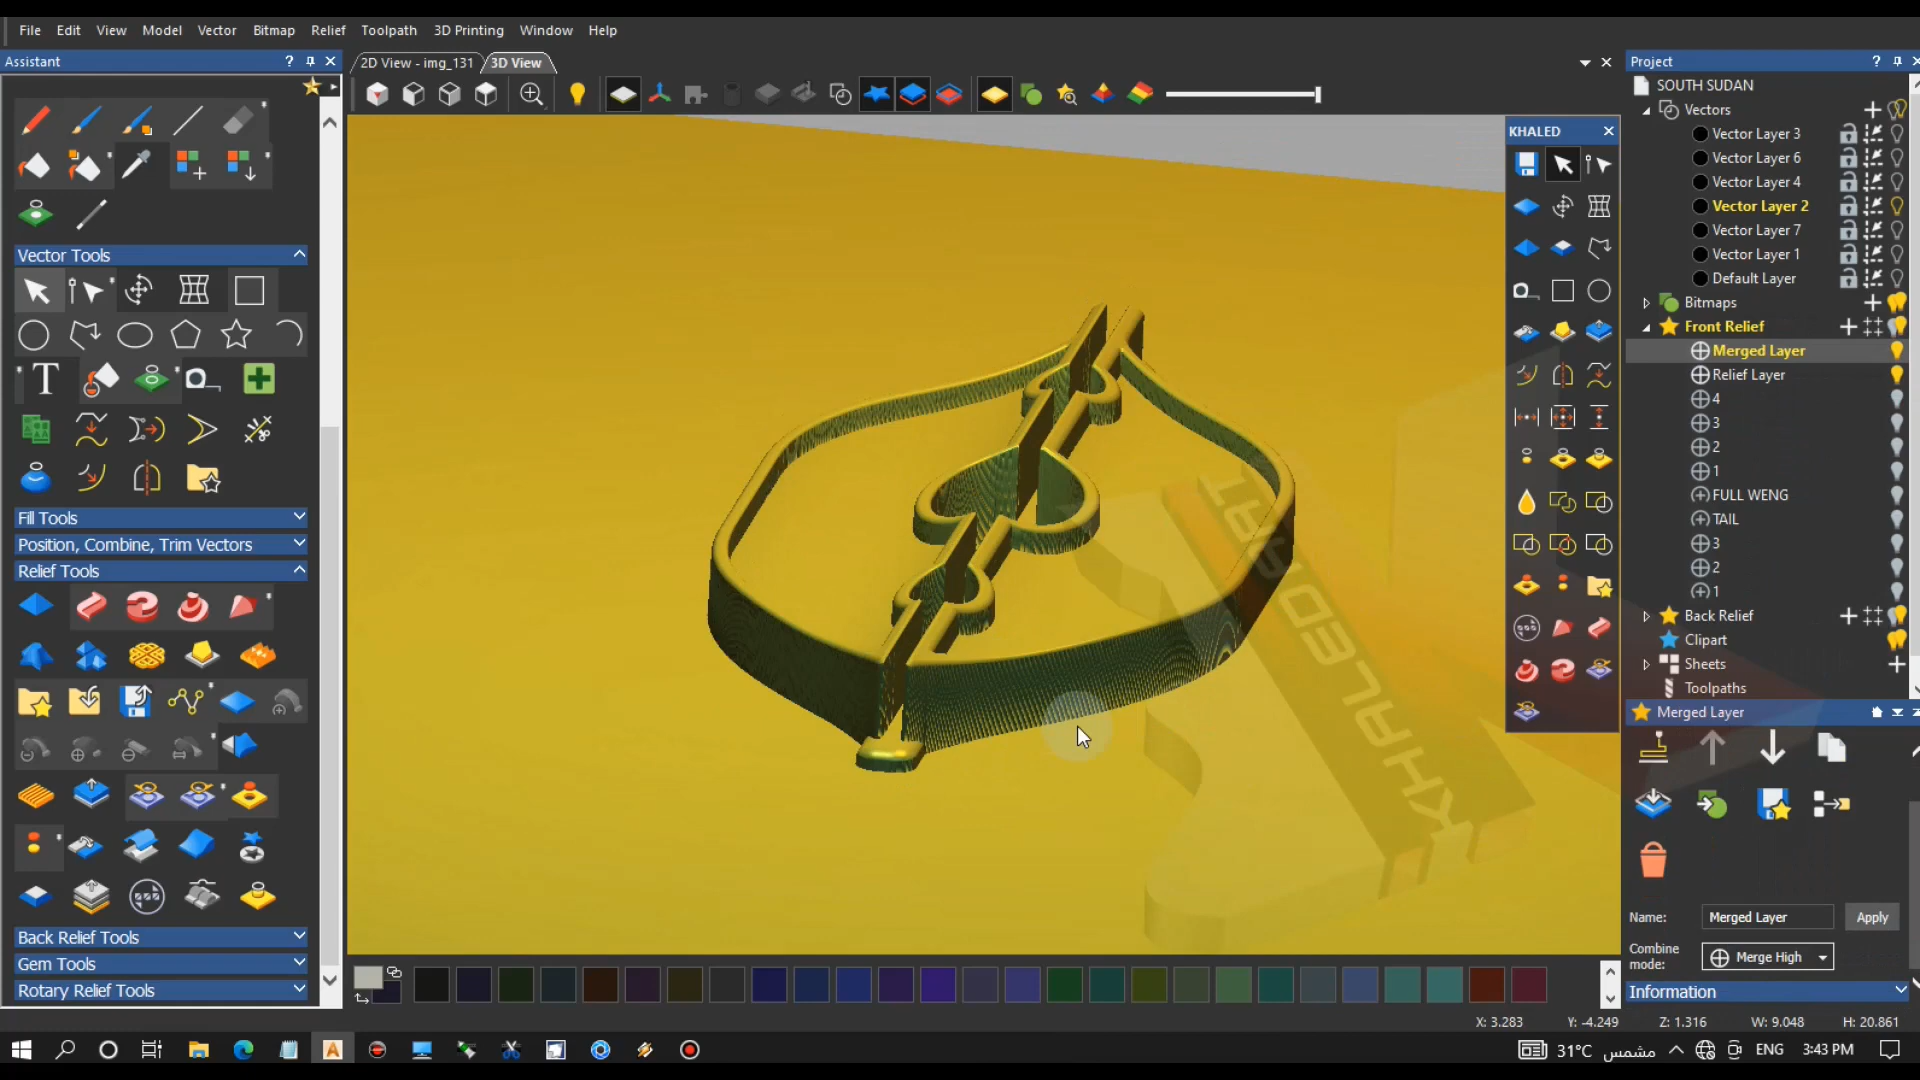 File Edit View Model Vector Bitmap Relief Toolpath 3D Printing Window Help
Assistant ?
2D View - img_131 3D View
Project ?
SOUTH SUDAN
Vectors
Vector Layer 3
Vector Layer 6
Vector Layer 4
Vector Layer 2
Vector Layer 7
Vector Layer 1
Default Layer
Bitmaps
Front Relief
Merged Layer
Relief Layer
4
3
2
1
FULL WENG
TAIL
3
2
1
Back Relief
Clipart
Sheets
Toolpaths
Merged Layer
Name: Merged Layer Apply
Combine mode: Merge High
Information
KHALED
Vector Tools
T
Fill Tools
Position, Combine, Trim Vectors
Relief Tools
Back Relief Tools
Gem Tools
Rotary Relief Tools
KHALEDRAT
X: 3.283 Y: -4.249 Z: 1.316 W: 9.048 H: 20.861
A
31°C مشمس ENG 3:43 PM